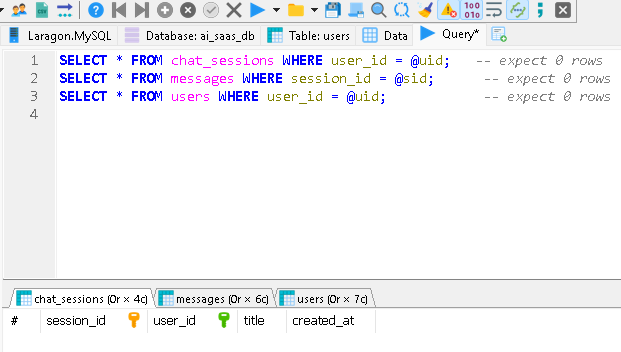 Laragon.MySQL Database: ai_saas_db Table: users Data Query*
1 SELECT * FROM chat_sessions WHERE user_id = @uid; -- expect 0 rows
2 SELECT * FROM messages WHERE session_id = @sid; -- expect 0 rows
3 SELECT * FROM users WHERE user_id = @uid; -- expect 0 rows
4
chat_sessions (0r × 4c) messages (0r × 6c) users (0r × 7c)
# session_id user_id title created_at